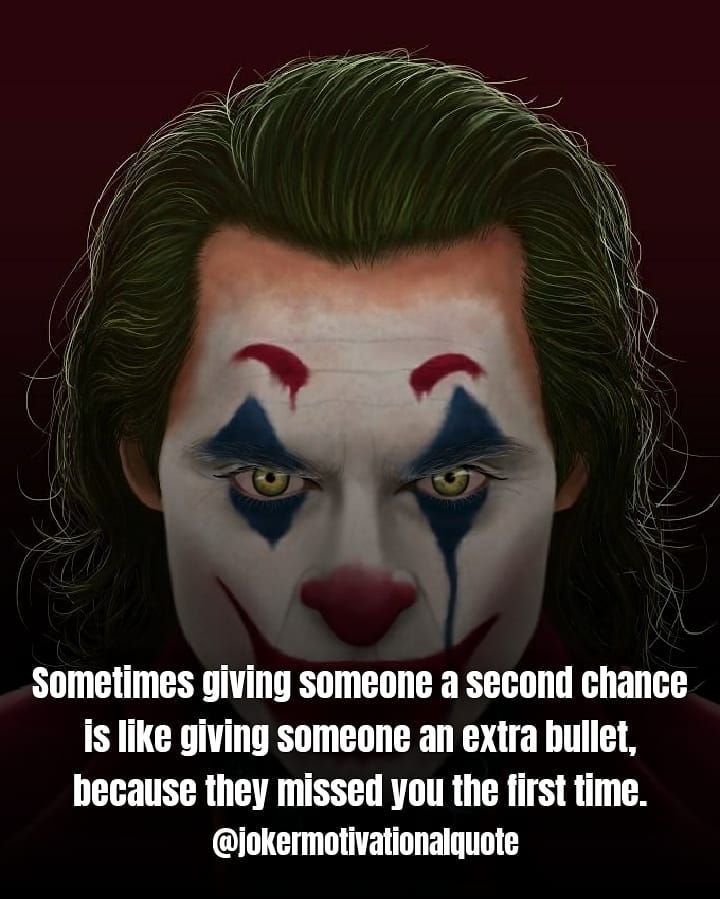 Sometimes giving someone a second chance
is like giving someone an extra bullet,
because they missed you the first time.
@jokermotivationalquote